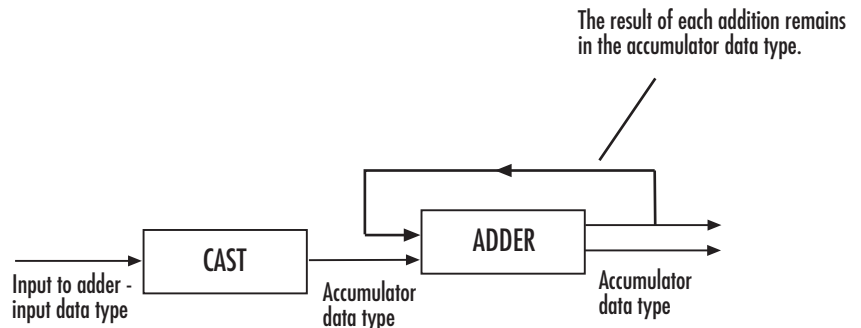 The result of each addition remains
in the accumulator data type.
CAST
ADDER
Input to adder -
input data type
Accumulator
data type
Accumulator
data type